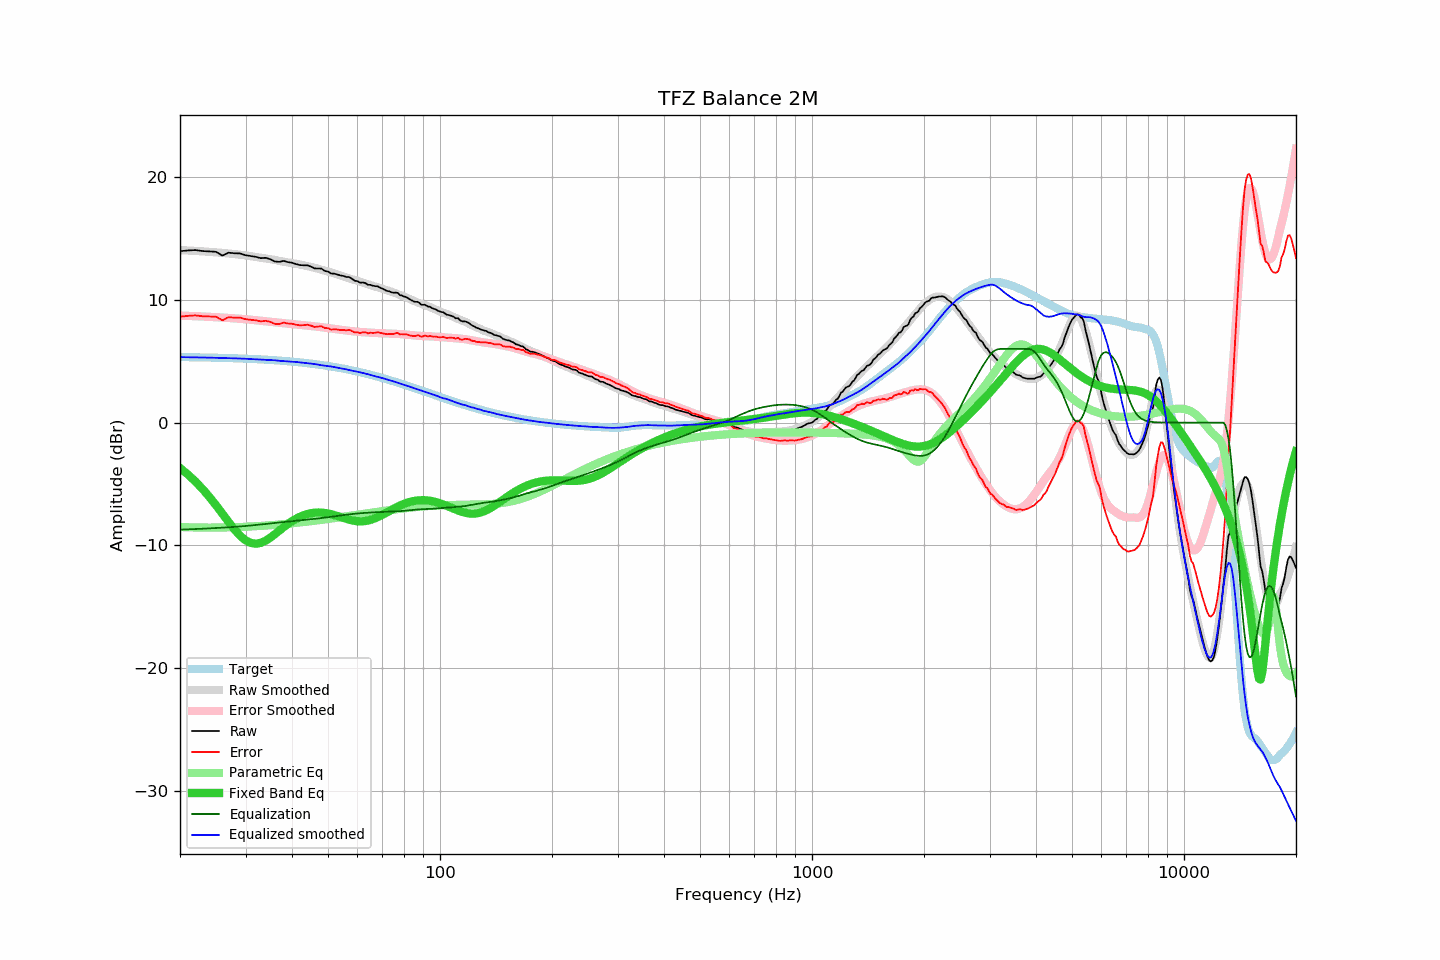 TFZ Balance 2M
20
10
0
−10
−20
−30
Amplitude (dBr)
Target
Raw Smoothed
Error Smoothed
Raw
Error
Parametric Eq
Fixed Band Eq
Equalization
Equalized smoothed
100
1000
10000
Frequency (Hz)